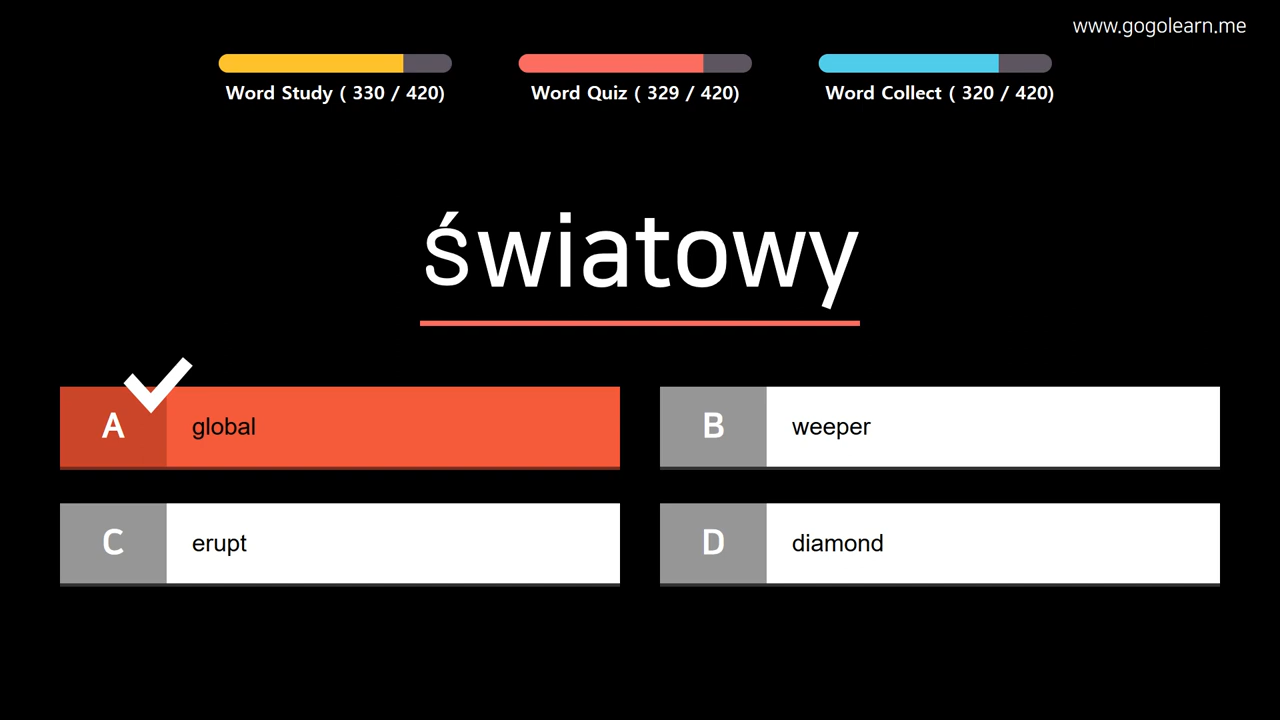 www.gogolearn.me
Word Study ( 330 / 420)
Word Quiz ( 329 / 420)
Word Collect ( 320 / 420)
światowy
A global
B weeper
C erupt
D diamond